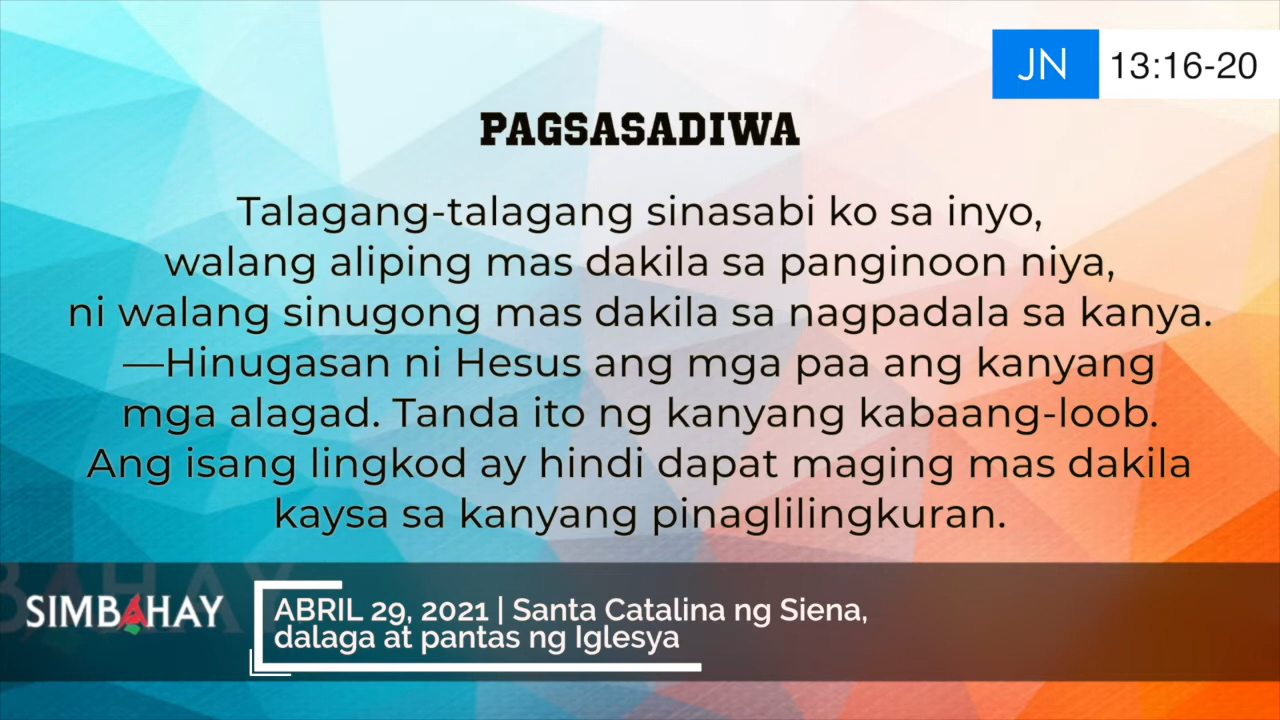 JN 13:16-20
PAGSASADIWA
Talagang-talagang sinasabi ko sa inyo,
walang aliping mas dakila sa panginoon niya,
ni walang sinugong mas dakila sa nagpadala sa kanya.
—Hinugasan ni Hesus ang mga paa ang kanyang
mga alagad. Tanda ito ng kanyang kabaang-loob.
Ang isang lingkod ay hindi dapat maging mas dakila
kaysa sa kanyang pinaglilingkuran.
SIMBAHAY
ABRIL 29, 2021 | Santa Catalina ng Siena,
dalaga at pantas ng Iglesya